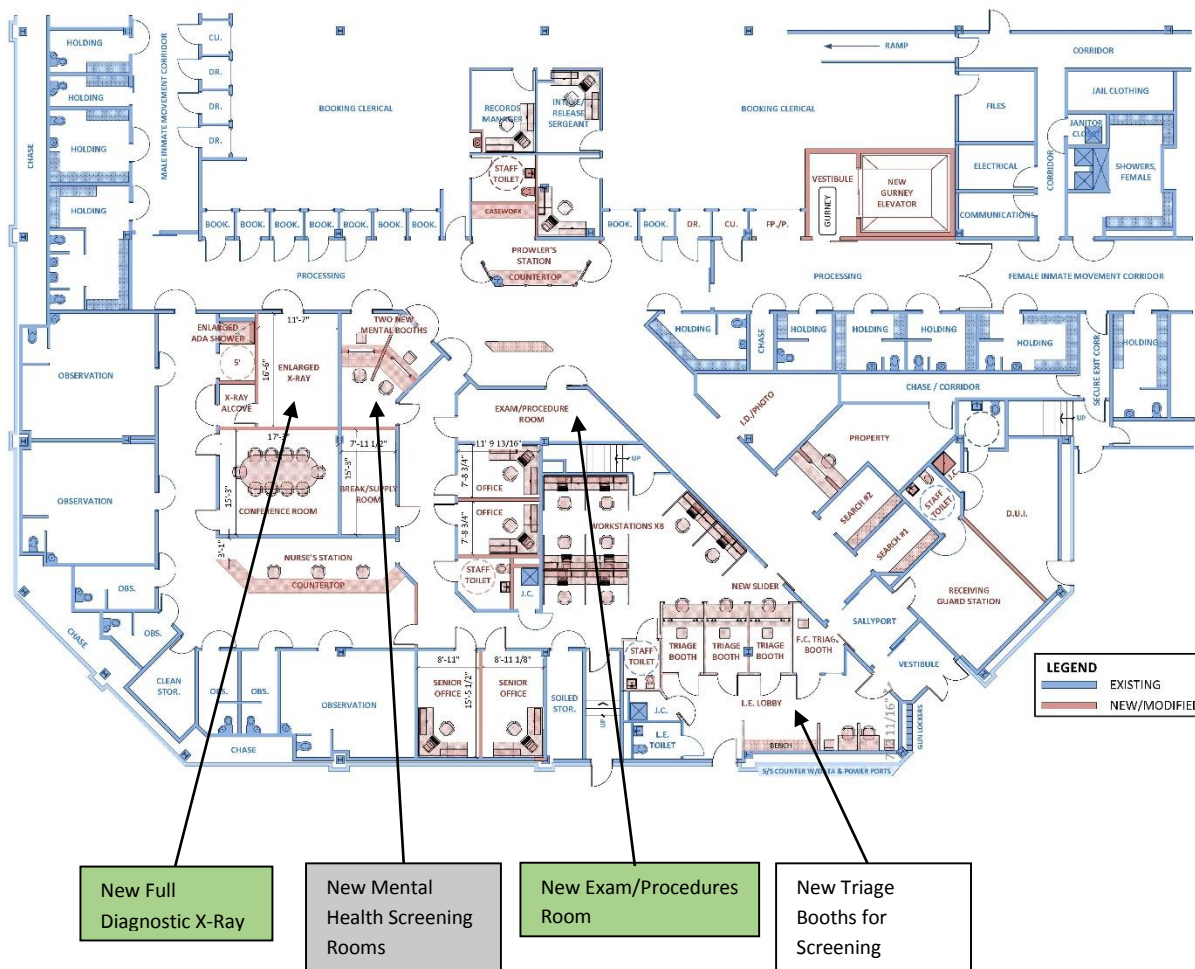 HOLDING
HOLDING
HOLDING
HOLDING
CHASE
MALE INMATE MOVEMENT CORRIDOR
CU.
DR.
DR.
DR.
BOOKING CLERICAL
RECORDS
MANAGER
INTAKE/
RELEASE
SERGEANT
STAFF
TOILET
CASEWORK
BOOKING CLERICAL
RAMP
CORRIDOR
FILES
JAIL CLOTHING
JANITOR
CLOSET
ELECTRICAL
CORRIDOR
SHOWERS,
FEMALE
COMMUNICATIONS
VESTIBULE
GURNEY
NEW
GURNEY
ELEVATOR
BOOK.
BOOK.
BOOK.
BOOK.
BOOK.
BOOK.
BOOK.
BOOK.
BOOK.
DR.
CU.
FP./P.
PROWLER'S
STATION
COUNTERTOP
PROCESSING
PROCESSING
FEMALE INMATE MOVEMENT CORRIDOR
ENLARGED
ADA SHOWER
5'
11'-7"
16'-6"
ENLARGED
X-RAY
X-RAY
ALCOVE
TWO NEW
MENTAL BOOTHS
OBSERVATION
OBSERVATION
HOLDING
CHASE
HOLDING
HOLDING
HOLDING
HOLDING
HOLDING
SECURE EXIT CORR.
CHASE / CORRIDOR
UP
EXAM/PROCEDURE
ROOM
I.D./PHOTO
PROPERTY
17'-3"
7'-11 1/2"
15'-3"
15'-3"
CONFERENCE ROOM
BREAK/SUPPLY
ROOM
11' 9 13/16"
7'-8 3/4"
OFFICE
7'-8 3/4"
OFFICE
UP
WORKSTATIONS X8
SEARCH #2
SEARCH #1
STAFF
TOILET
J.C.
D.U.I.
3'-1"
NURSE'S STATION
COUNTERTOP
STAFF
TOILET
J.C.
NEW SLIDER
RECEIVING
GUARD STATION
SALLYPORT
VESTIBULE
OBS.
OBS.
CHASE
CLEAN
STOR.
OBS.
OBS.
CHASE
OBSERVATION
8'-11"
SENIOR
OFFICE
15'-5 1/2"
8'-11 1/8"
SENIOR
OFFICE
SOILED
STOR.
UP
STAFF
TOILET
TRIAGE
BOOTH
TRIAGE
BOOTH
TRIAGE
BOOTH
F.C. TRIAGE
BOOTH
J.C.
L.E.
TOILET
L.E. LOBBY
BENCH
11/16"
GUN LOCKERS
S/S COUNTER W/DATA & POWER PORTS
LEGEND
EXISTING
NEW/MODIFIED
New Full
Diagnostic X-Ray
New Mental
Health Screening
Rooms
New Exam/Procedures
Room
New Triage
Booths for
Screening